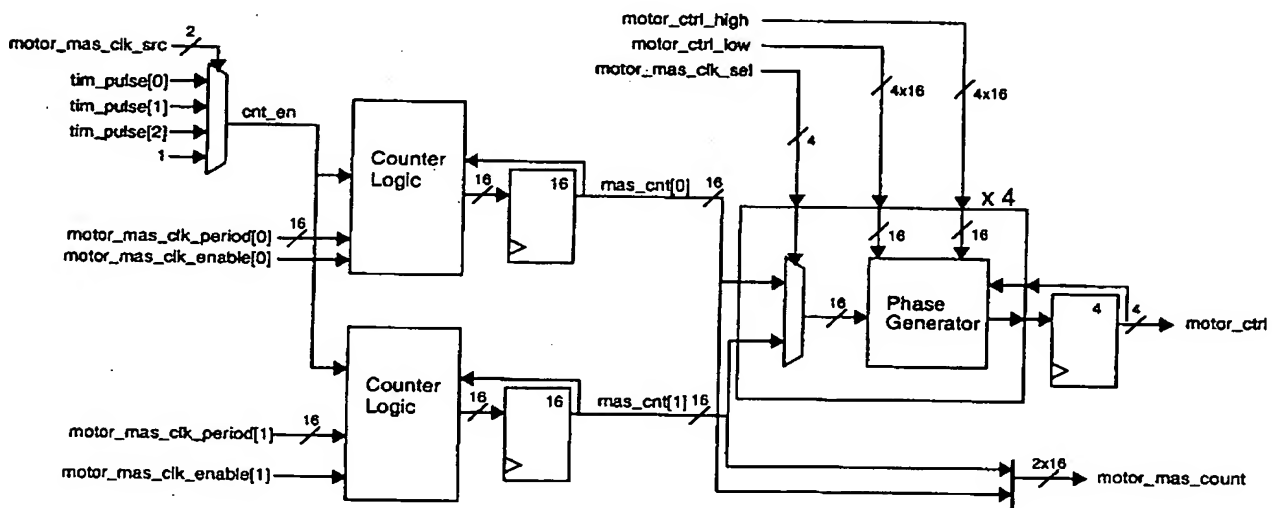 motor_ctrl_high
motor_ctrl_low
motor_mas_clk_sel
motor_mas_clk_src
2
tim_pulse[0]
tim_pulse[1]
tim_pulse[2]
1
cnt_en
4x16
4x16
4
Counter
Logic
16
16
mas_cnt[0]
16
x 4
motor_mas_clk_period[0]
16
motor_mas_clk_enable[0]
16
16
16
Phase
Generator
4
4
motor_ctrl
Counter
Logic
16
16
mas_cnt[1]
16
motor_mas_clk_period[1]
16
motor_mas_clk_enable[1]
2x16
motor_mas_count